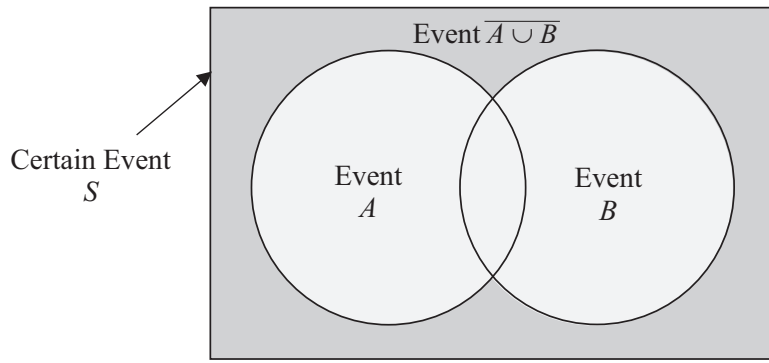 Event $\overline{A \cup B}$
Certain Event
S
Event
A
Event
B